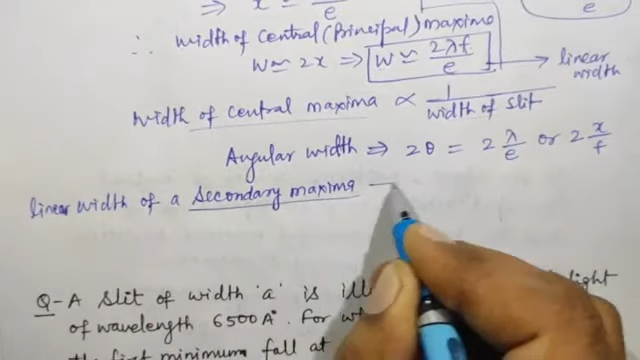 ⇒ x = —/e
e
∴ width of central (Principal) maxima
W ≃ 2x ⇒ W ≃ 2λf/e → linear width
width of central maxima ∝ 1/width of slit
Angular width ⇒ 2θ = 2 λ/e or 2 x/f
linear width of a Secondary maxima —
Q- A Slit of width 'a' is light
of wavelength 6500A°. For
the first minimum fall at